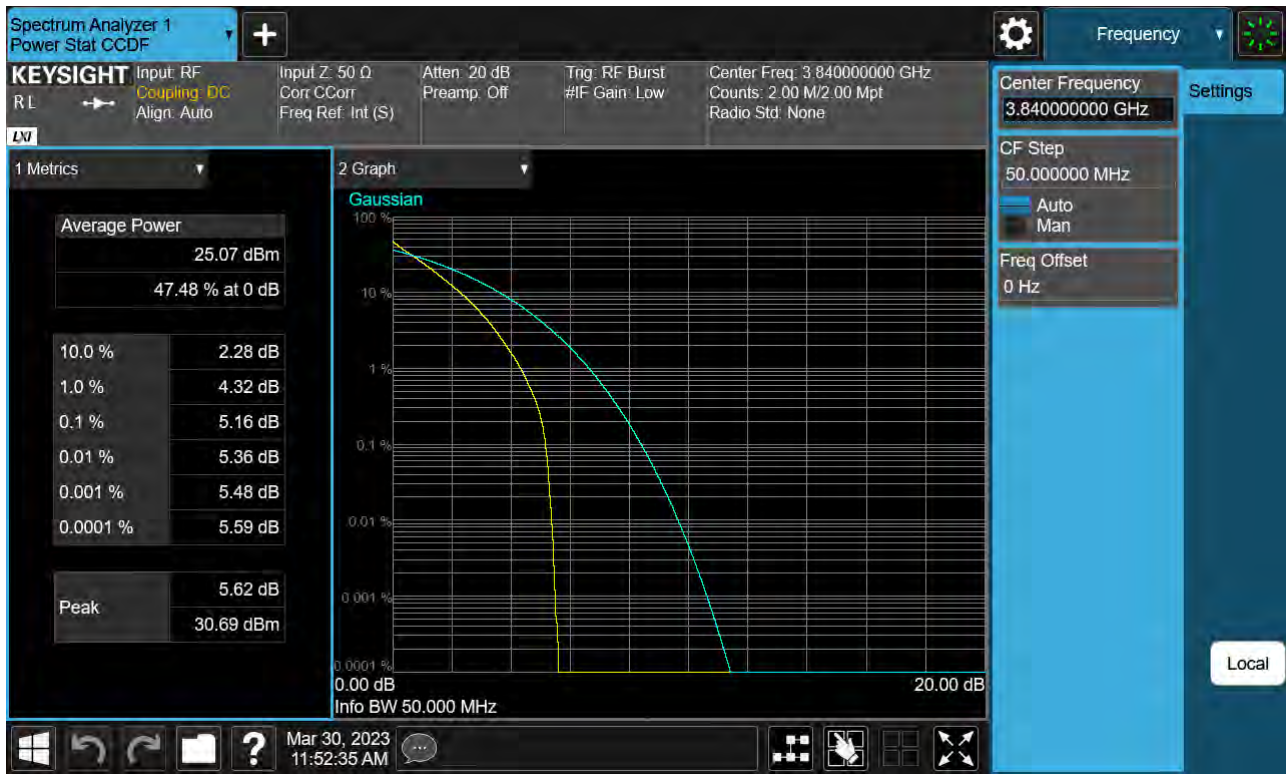 Spectrum Analyzer 1
Power Stat CCDF
+
Frequency
KEYSIGHT
RL
LXI
Input: RF
Coupling: DC
Align: Auto
Input Z: 50 Ω
Corr CCorr
Freq Ref: Int (S)
Atten: 20 dB
Preamp: Off
Trig: RF Burst
#IF Gain: Low
Center Freq: 3.840000000 GHz
Counts: 2.00 M/2.00 Mpt
Radio Std: None
Center Frequency
3.840000000 GHz
Settings
CF Step
50.000000 MHz
Auto
Man
Freq Offset
0 Hz
1 Metrics
Average Power
25.07 dBm
47.48 % at 0 dB
10.0 % 2.28 dB
1.0 % 4.32 dB
0.1 % 5.16 dB
0.01 % 5.36 dB
0.001 % 5.48 dB
0.0001 % 5.59 dB
Peak
5.62 dB
30.69 dBm
2 Graph
Gaussian
100 %
10 %
1 %
0.1 %
0.01 %
0.001 %
0.0001 %
0.00 dB 20.00 dB
Info BW 50.000 MHz
Local
?
Mar 30, 2023
11:52:35 AM